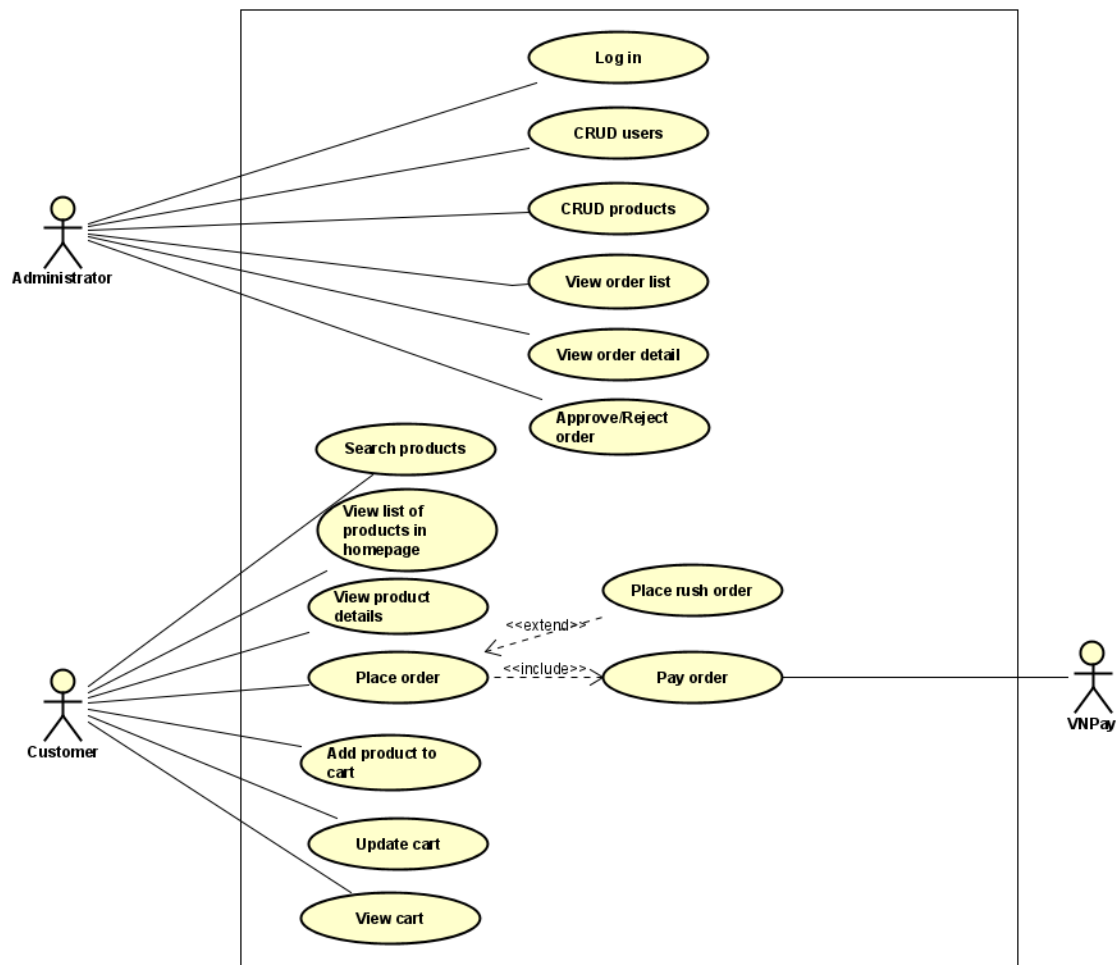 Log in
CRUD users
CRUD products
Administrator
View order list
View order detail
Approve/Reject
order
Search products
View list of
products in
homepage
Place rush order
View product
details
<<extend>>
<<include>>
Place order
Pay order
VNPay
Customer
Add product to
cart
Update cart
View cart